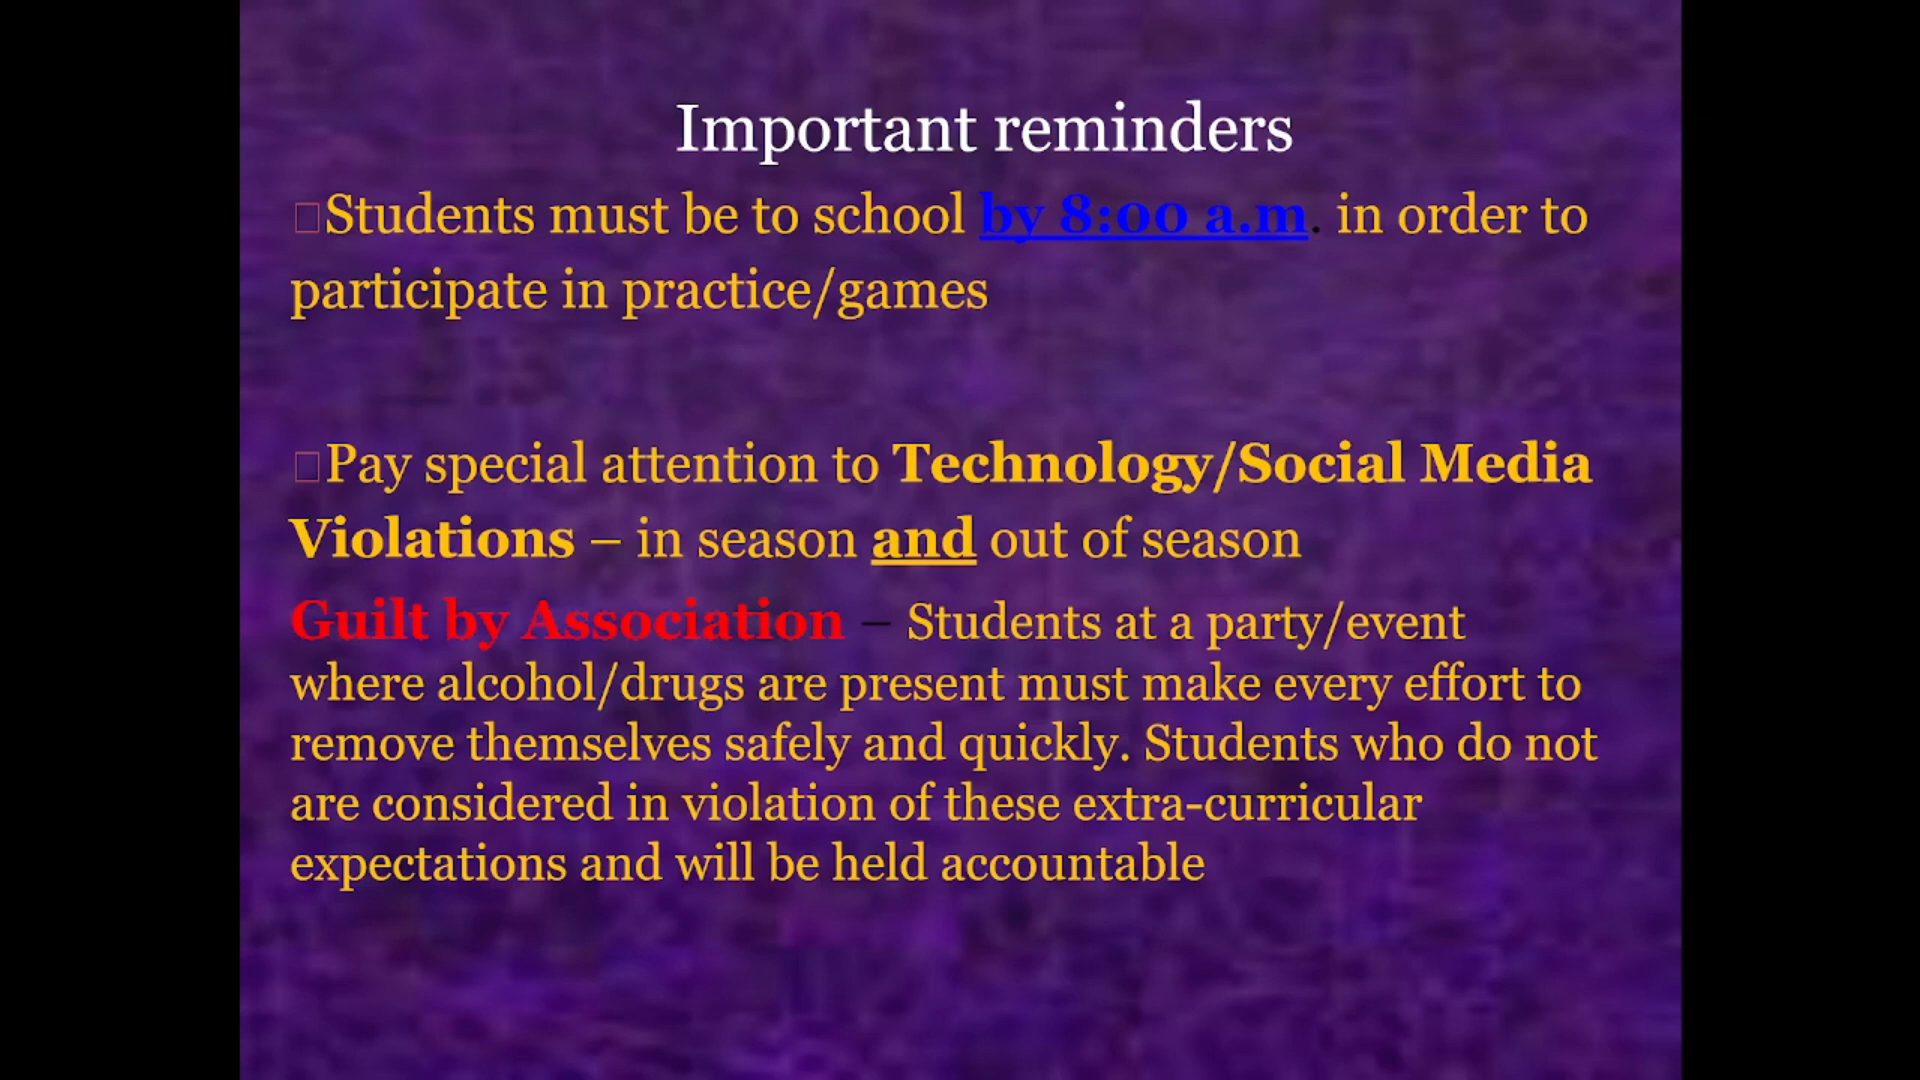 Important reminders
Students must be to school by 8:00 a.m. in order to
participate in practice/games
Pay special attention to Technology/Social Media
Violations – in season and out of season
Guilt by Association – Students at a party/event
where alcohol/drugs are present must make every effort to
remove themselves safely and quickly. Students who do not
are considered in violation of these extra-curricular
expectations and will be held accountable